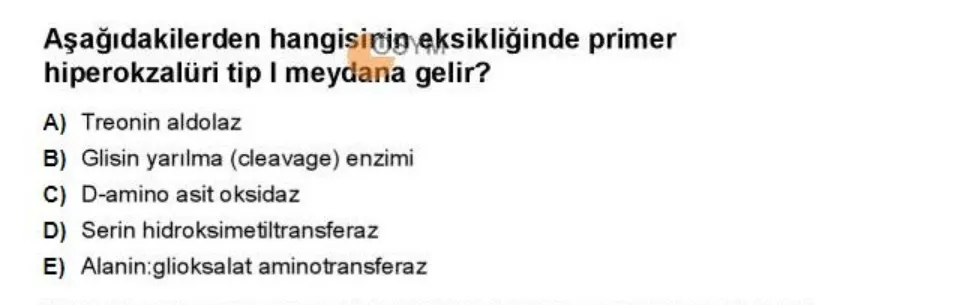 Aşağıdakilerden hangisinin eksikliğinde primer
hiperokzalüri tip I meydana gelir?
A) Treonin aldolaz
B) Glisin yarılma (cleavage) enzimi
C) D-amino asit oksidaz
D) Serin hidroksimetiltransferaz
E) Alanin:glioksalat aminotransferaz